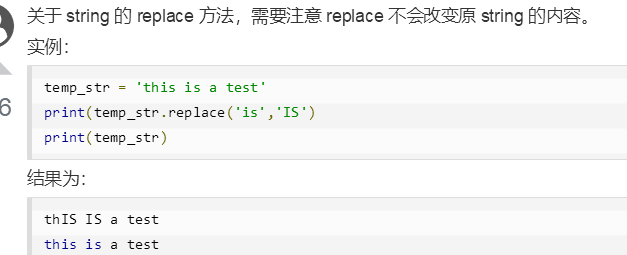 关于 string 的 replace 方法，需要注意 replace 不会改变原 string 的内容。
实例：
temp_str = 'this is a test'
print(temp_str.replace('is','IS')
print(temp_str)
6
结果为：
thIS IS a test
this is a test